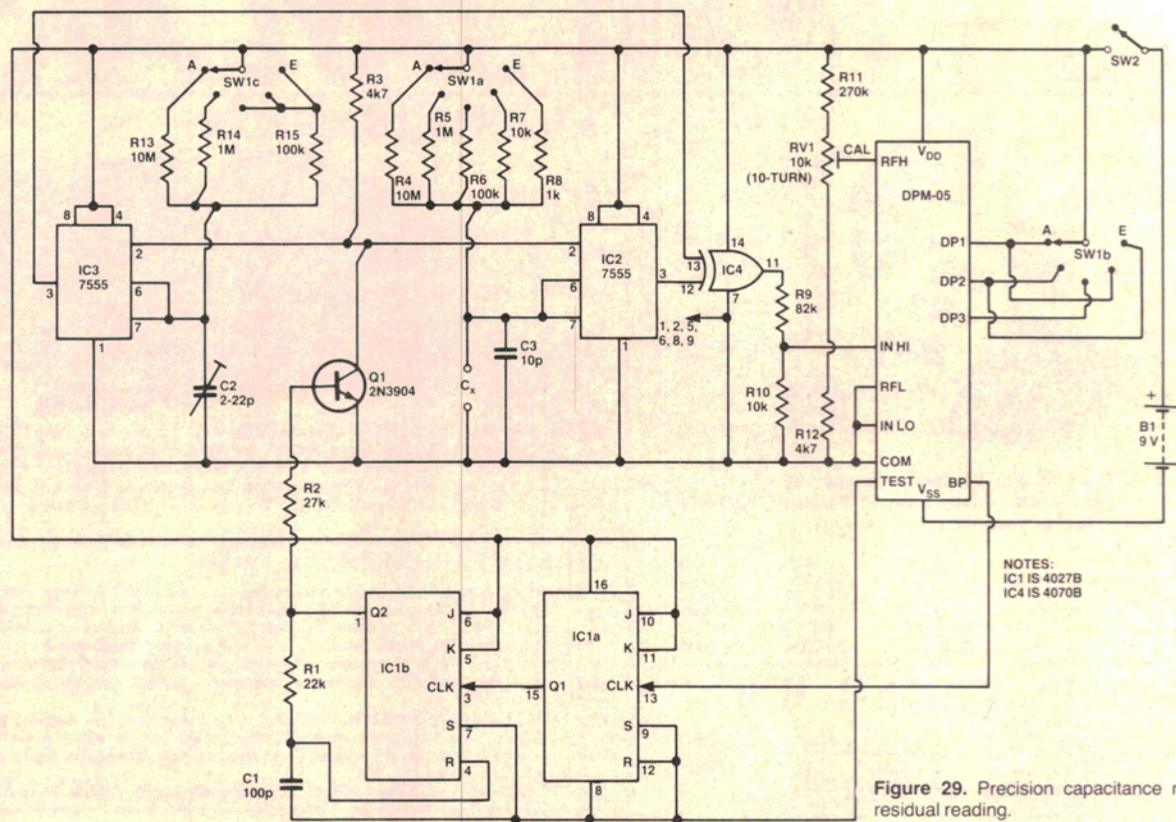 A
SW1c
E
R13
10M
R14
1M
R15
100k
R3
4k7
A
SW1a
E
R4
10M
R5
1M
R6
100k
R7
10k
R8
1k
R11
270k
RV1
10k
(10-TURN)
CAL
SW2
RFH
VDD
DPM-05
DP1
DP2
DP3
A
SW1b
E
8
4
IC3
7555
2
6
7
3
1
8
4
IC2
7555
2
3
6
7
1
13
12
14
IC4
11
7
1, 2, 5,
6, 8, 9
R9
82k
R10
10k
R12
4k7
IN HI
RFL
IN LO
COM
TEST
VSS
BP
+
B1
9 V
C2
2-22p
Q1
2N3904
Cx
C3
10p
R2
27k
R1
22k
C1
100p
1
Q2
IC1b
J
6
K
5
CLK
3
S
7
R
4
16
IC1a
15
Q1
J
10
K
11
CLK
13
S
9
R
12
8
NOTES:
IC1 IS 4027B
IC4 IS 4070B
Figure 29. Precision capacitance
residual reading.